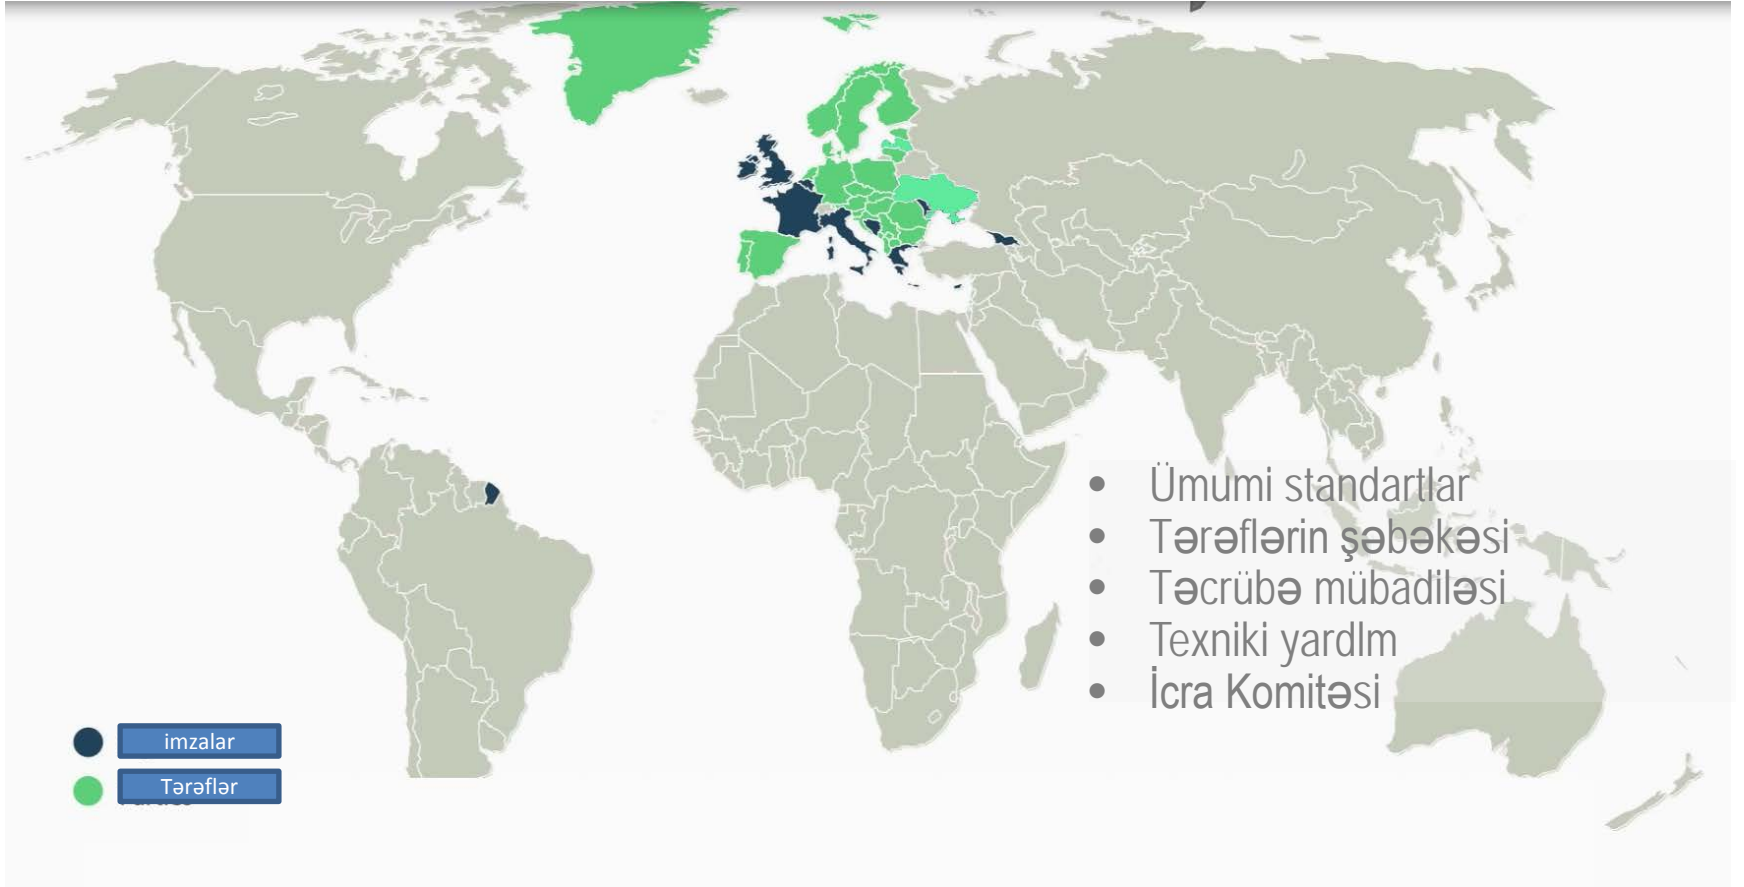 • Ümumi standartlar
• Tərəflərin şəbəkəsi
• Təcrübə mübadiləsi
• Texniki yardlm
• İcra Komitəsi
imzalar
Tərəflər